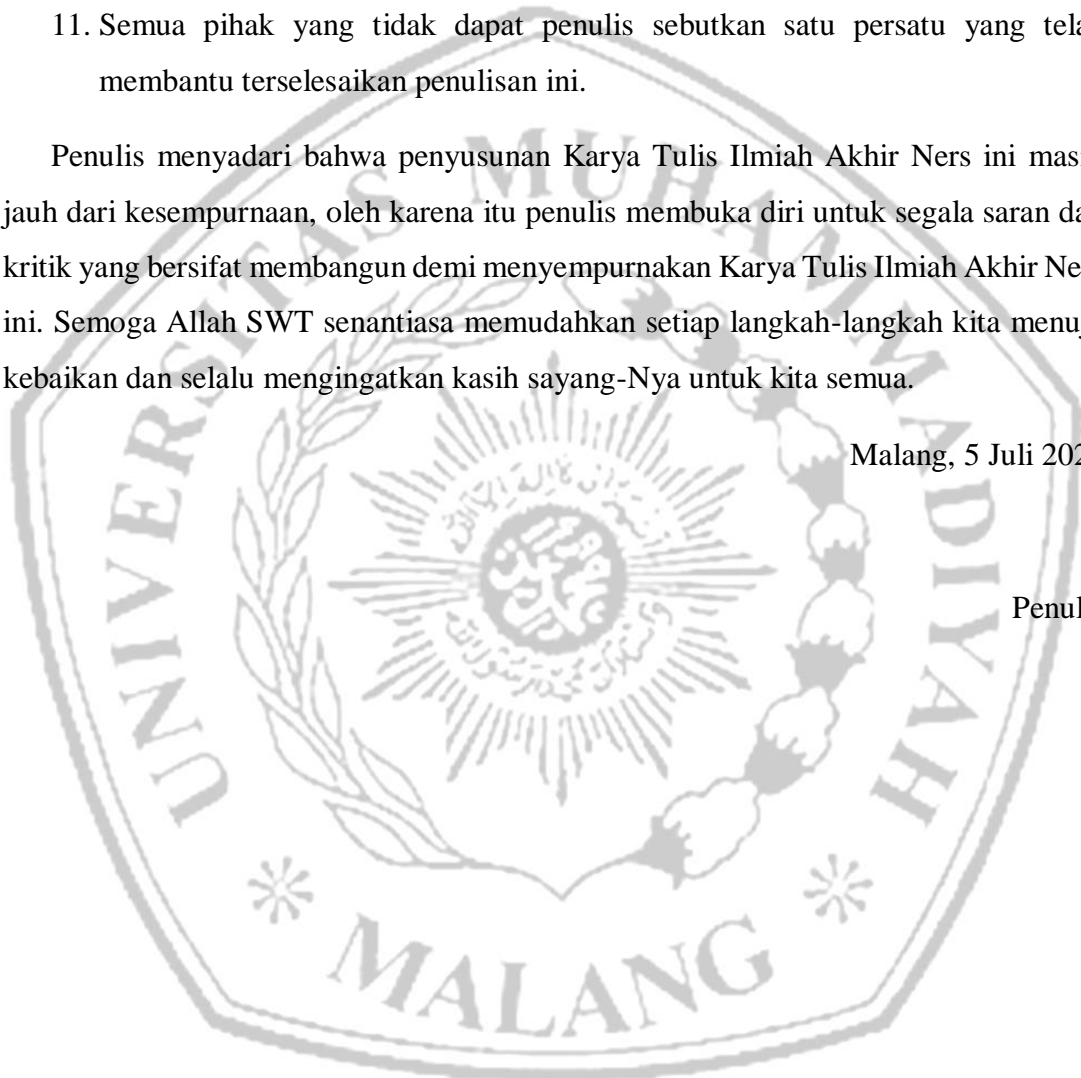 11. Semua pihak yang tidak dapat penulis sebutkan satu persatu yang tela
membantu terselesaikan penulisan ini.
Penulis menyadari bahwa penyusunan Karya Tulis Ilmiah Akhir Ners ini mas
jauh dari kesempurnaan, oleh karena itu penulis membuka diri untuk segala saran da
kritik yang bersifat membangun demi menyempurnakan Karya Tulis Ilmiah Akhir Ne
ini. Semoga Allah SWT senantiasa memudahkan setiap langkah-langkah kita menuj
kebaikan dan selalu mengingatkan kasih sayang-Nya untuk kita semua.
Malang, 5 Juli 202
Penul
UNIVERSITAS MUHAMMADIYAH
MALANG